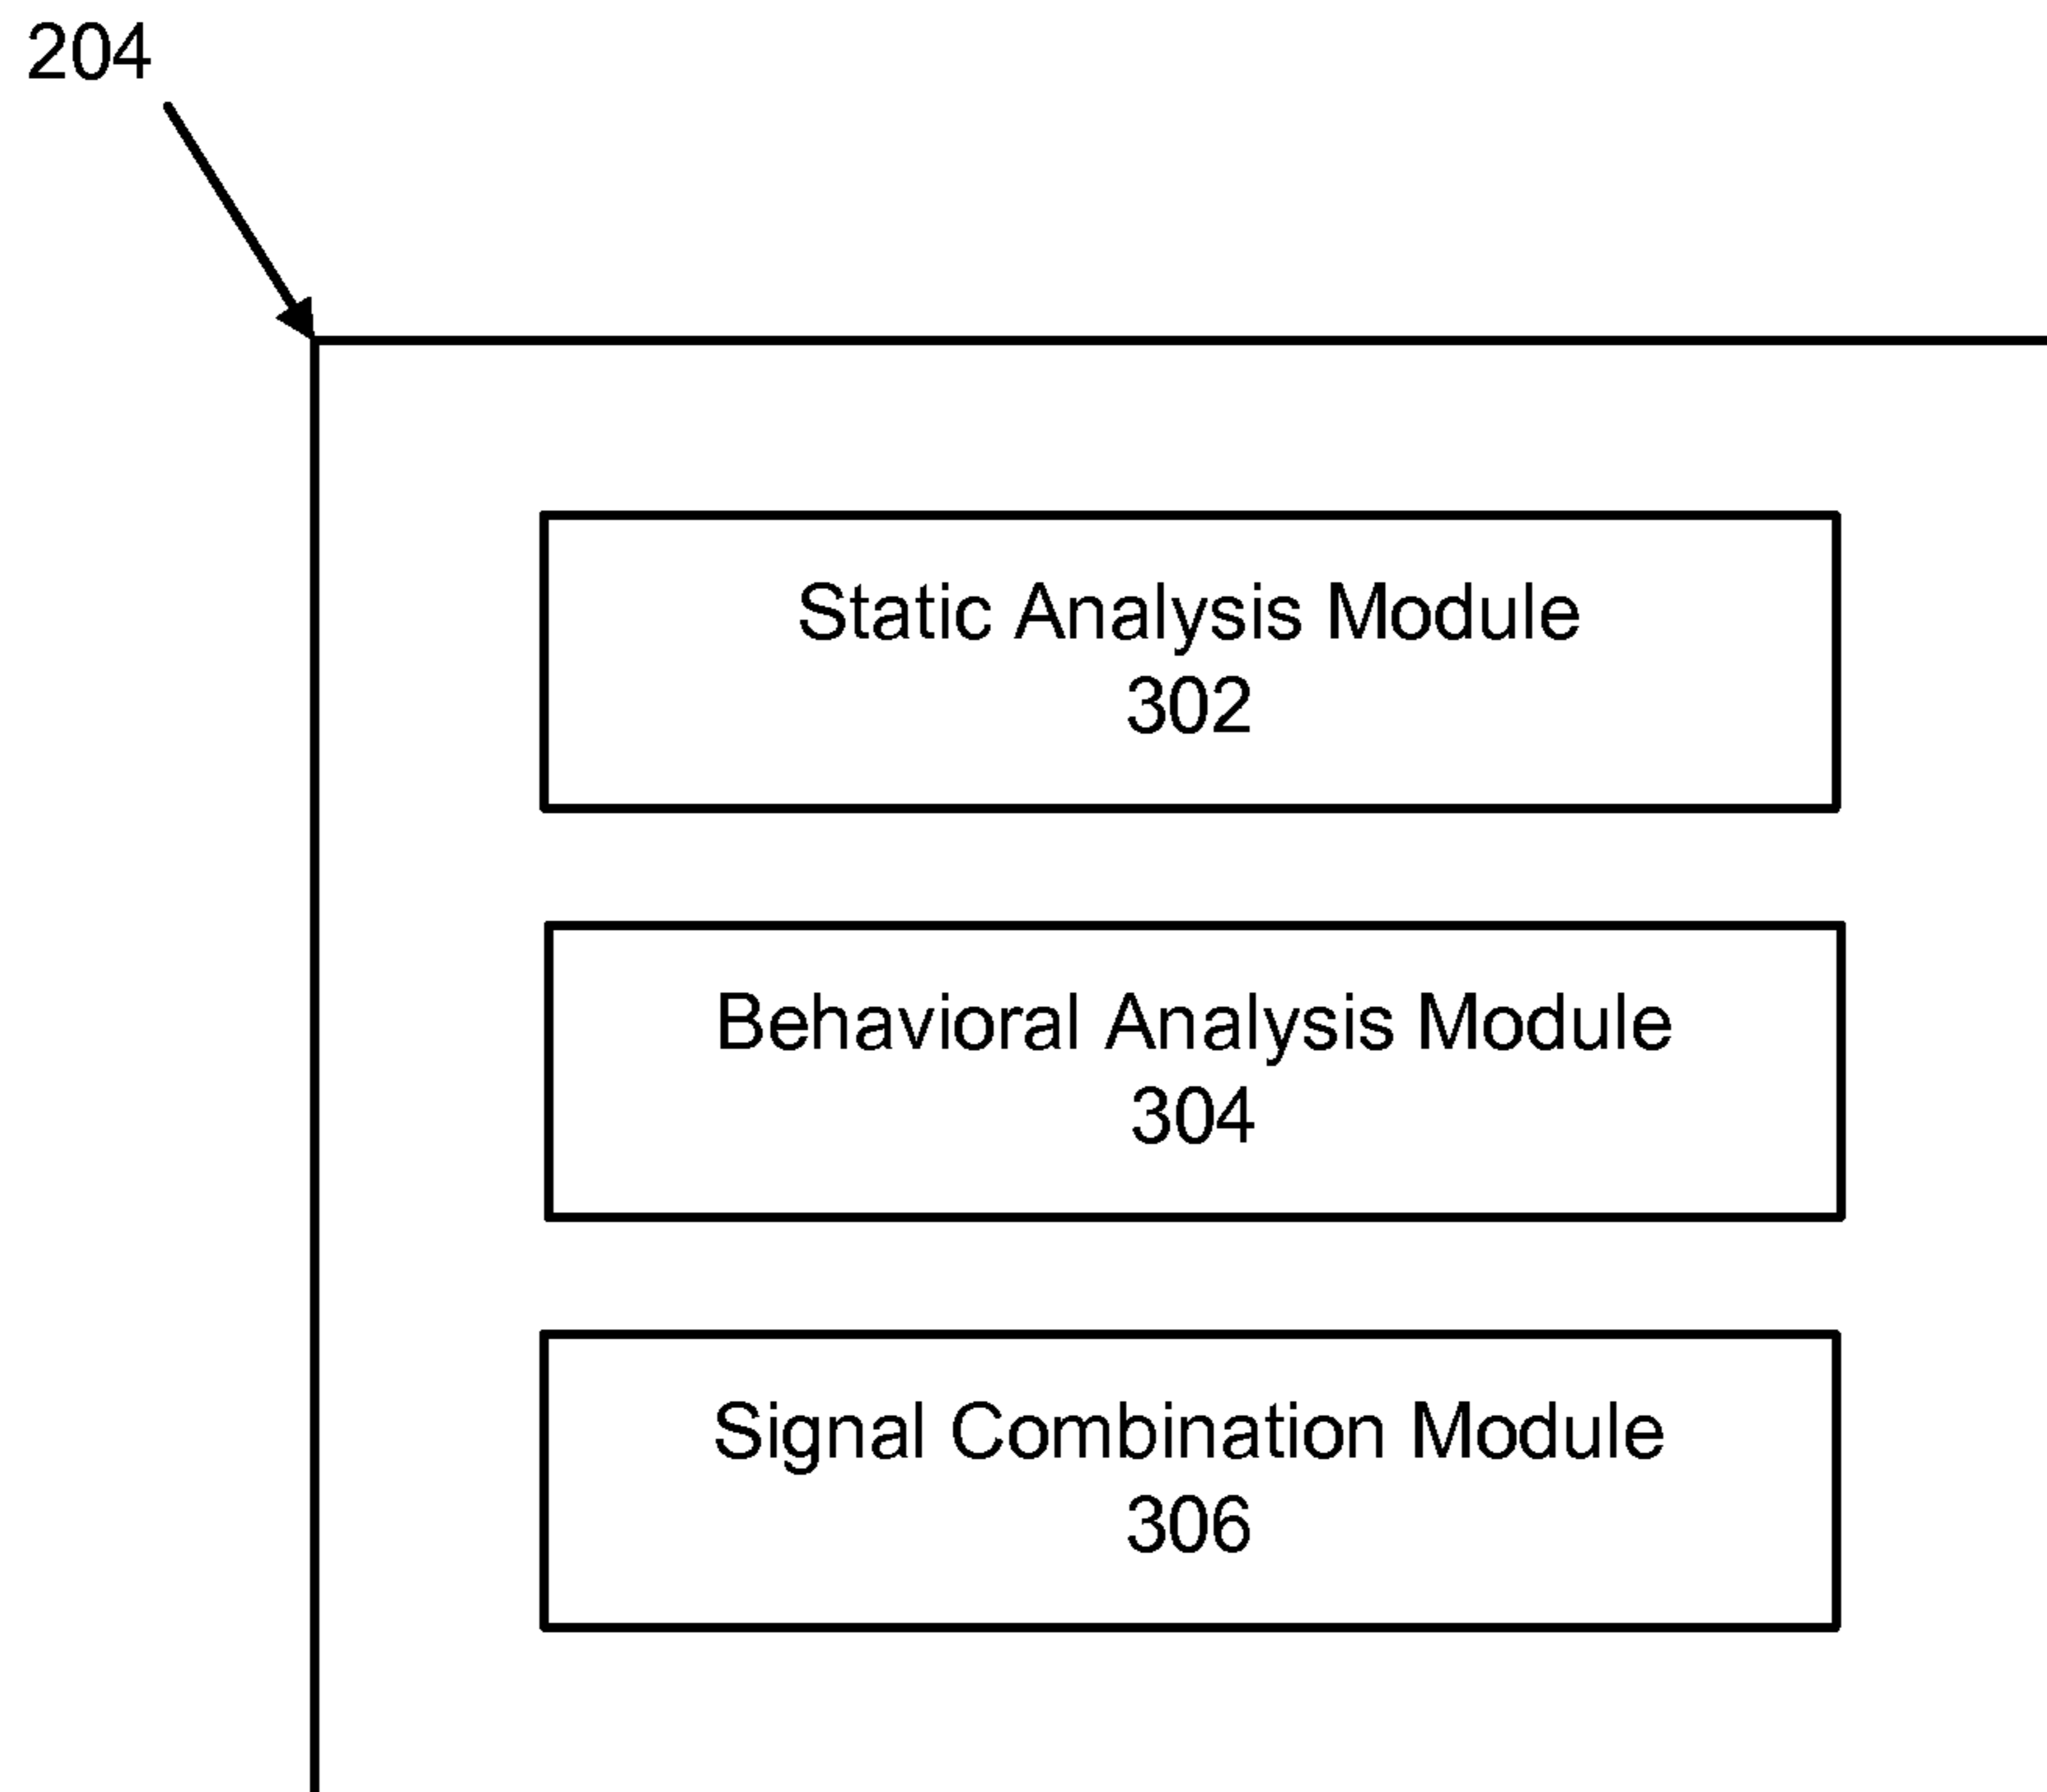 204
Static Analysis Module
302
Behavioral Analysis Module
304
Signal Combination Module
306